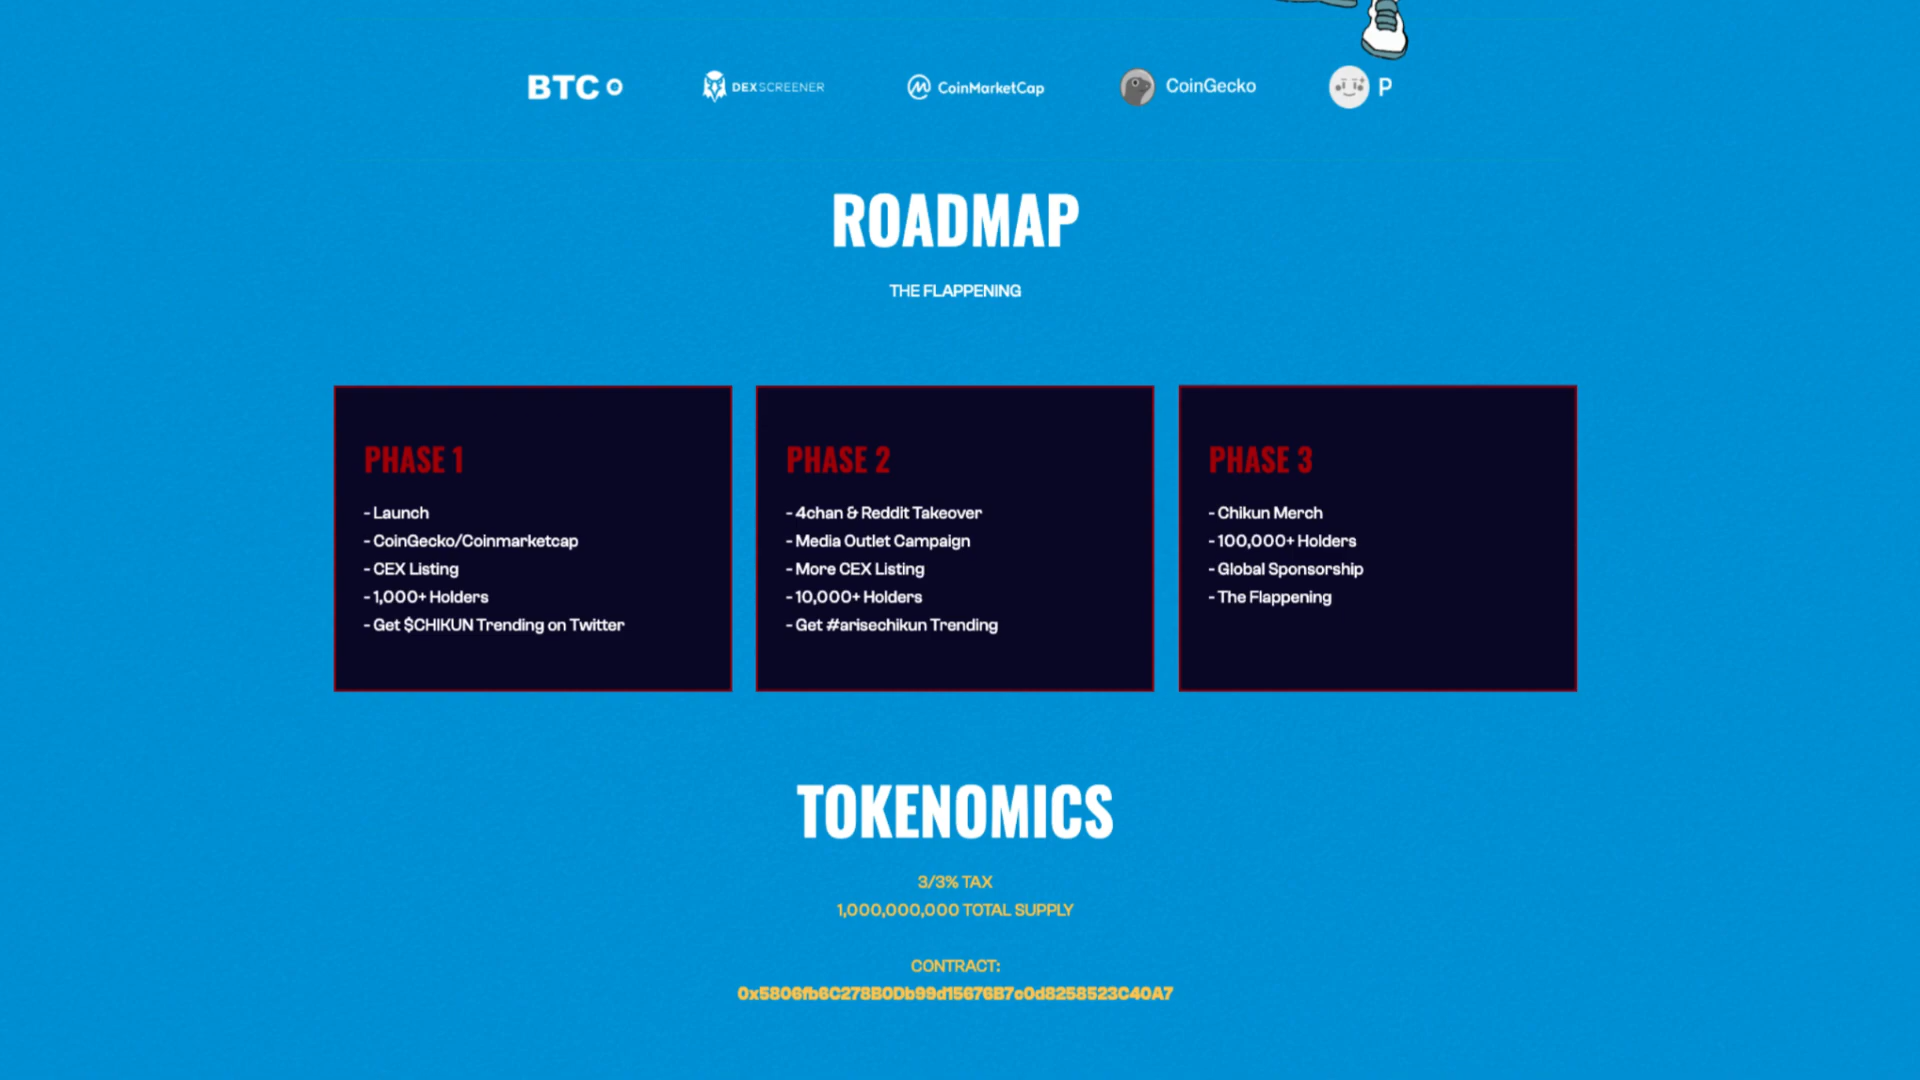 BTC
DEXSCREENER
CoinMarketCap
CoinGecko
P
ROADMAP
THE FLAPPENING
PHASE 1
- Launch
- CoinGecko/Coinmarketcap
- CEX Listing
- 1,000+ Holders
- Get $CHIKUN Trending on Twitter
PHASE 2
- 4chan & Reddit Takeover
- Media Outlet Campaign
- More CEX Listing
- 10,000+ Holders
- Get #arisechikun Trending
PHASE 3
- Chikun Merch
- 100,000+ Holders
- Global Sponsorship
- The Flappening
TOKENOMICS
3/3% TAX
1,000,000,000 TOTAL SUPPLY
CONTRACT:
0x5806fb6C278B0Db99d15676B7c0d8258523C40A7